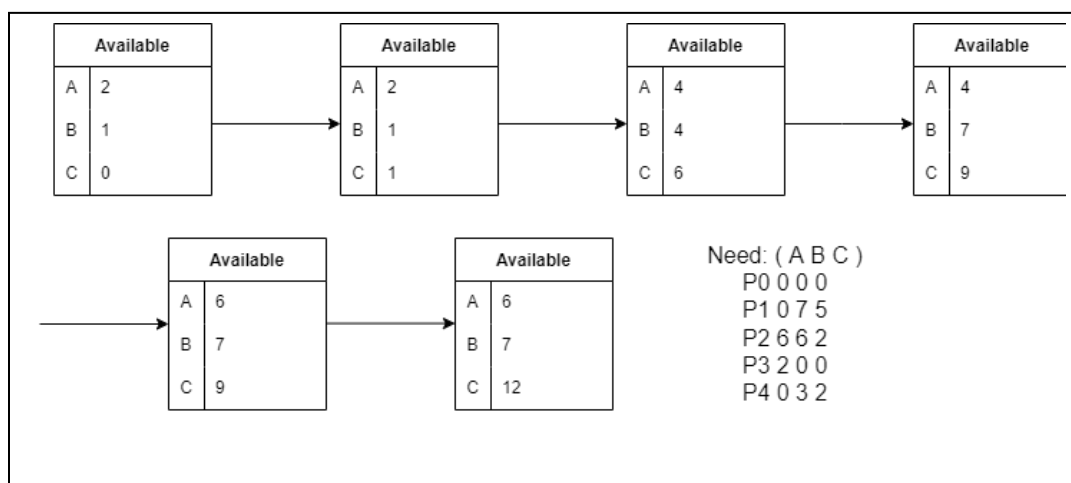 Available Available Available Available
A 2 A 2 A 4 A 4
B 1 B 1 B 4 B 7
C 0 C 1 C 6 C 9
Available Available
A 6 A 6
B 7 B 7
C 9 C 12
Need: ( A B C )
P0 0 0 0
P1 0 7 5
P2 6 6 2
P3 2 0 0
P4 0 3 2